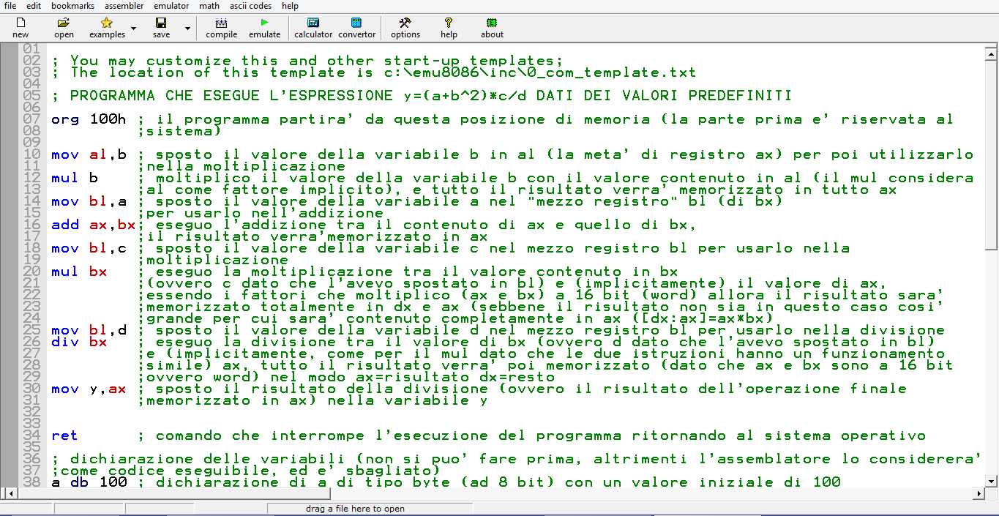 file edit bookmarks assembler emulator math ascii codes help
new open examples save compile emulate calculator convertor options help about
01
02 ; You may customize this and other start-up templates;
03 ; The location of this template is c:\emu8086\inc\0_com_template.txt
04
05 ; PROGRAMMA CHE ESEGUE L'ESPRESSIONE y=(a+b^2)*c/d DATI DEI VALORI PREDEFINITI
06
07 org 100h ; il programma partira' da questa posizione di memoria (la parte prima e' riservata al
08 ;sistema)
09
10 mov al,b ; sposto il valore della variabile b in al (la meta' di registro ax) per poi utilizzarlo
11 ;nella moltiplicazione
12 mul b ; moltiplico il valore della variabile b con il valore contenuto in al (il mul considera
13 ;al come fattore implicito), e tutto il risultato verra' memorizzato in tutto ax
14 mov bl,a ; sposto il valore della variabile a nel "mezzo registro" bl (di bx)
15 ;per usarlo nell'addizione
16 add ax,bx; eseguo l'addizione tra il contenuto di ax e quello di bx,
17 ;il risultato verra'memorizzato in ax
18 mov bl,c ; sposto il valore della variabile c nel mezzo registro bl per usarlo nella
19 ;moltiplicazione
20 mul bx ; eseguo la moltiplicazione tra il valore contenuto in bx
21 ;(ovvero c dato che l'avevo spostato in bl) e (implicitamente) il valore di ax,
22 ;essendo i fattori che moltiplico (ax e bx) a 16 bit (word) allora il risultato sara'
23 ;memorizzato totalmente in dx e ax (sebbene il risultato non sia in questo caso cosi'
24 ;grande per cui sara' contenuto completamente in ax ([dx:ax]=ax*bx)
25 mov bl,d ; sposto il valore della variabile d nel mezzo registro bl per usarlo nella divisione
26 div bx ; eseguo la divisione tra il valore di bx (ovvero d dato che l'avevo spostato in bl)
27 ;e (implicitamente, come per il mul dato che le due istruzioni hanno un funzionamento
28 ;simile) ax, tutto il risultato verra' poi memorizzato (dato che ax e bx sono a 16 bit
29 ;ovvero word) nel modo ax=risultato dx=resto
30 mov y,ax ; sposto il risultato della divisione (ovvero il risultato dell'operazione finale
31 ;memorizzato in ax) nella variabile y
32
33
34 ret ; comando che interrompe l'esecuzione del programma ritornando al sistema operativo
35
36 ; dichiarazione delle variabili (non si puo' fare prima, altrimenti l'assemblatore lo considerera'
37 ;come codice eseguibile, ed e' sbagliato)
38 a db 100 ; dichiarazione di a di tipo byte (ad 8 bit) con un valore iniziale di 100
drag a file here to open